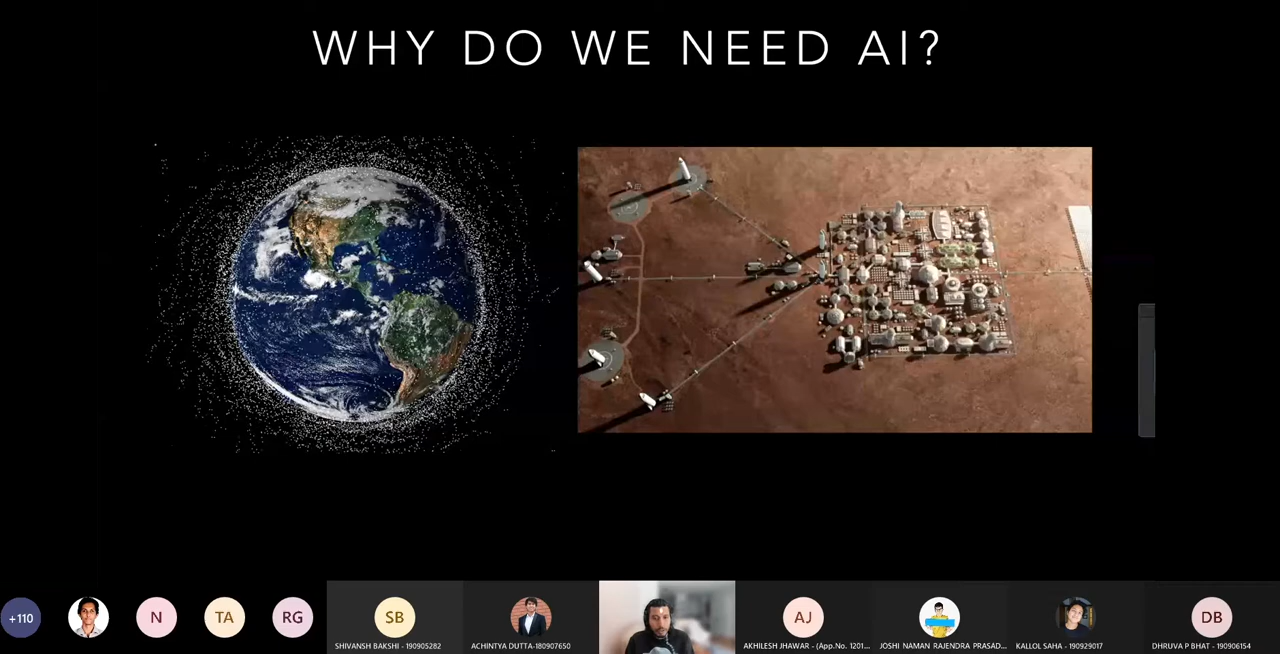 WHY DO WE NEED AI?
+110
N
TA
RG
SB
AJ
DB
SHIVANSH BAKSHI - 190905282
ACHINTYA DUTTA-180907650
AKHILESH JHAWAR - (App.No. 1201...
JOSHI NAMAN RAJENDRA PRASAD...
KALLOL SAHA - 190929017
DHRUVA P BHAT - 190906154